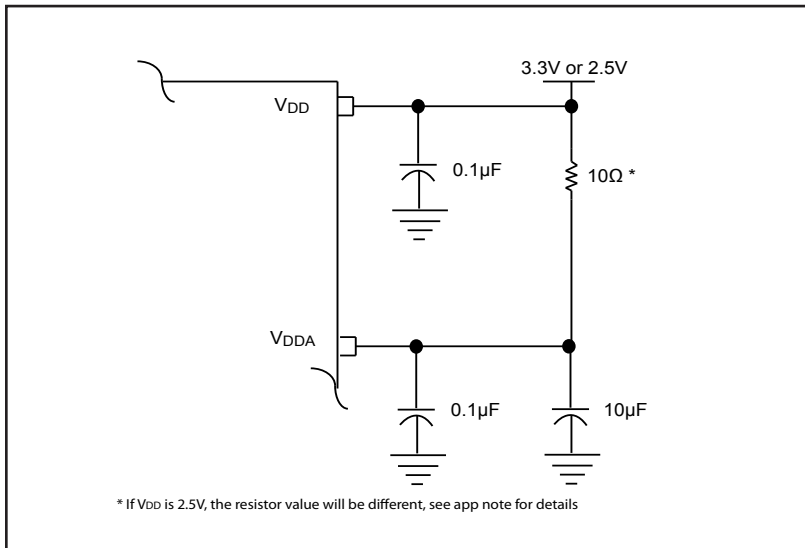 3.3V or 2.5V
VDD
0.1µF
10Ω *
VDDA
0.1µF
10µF
* If VDD is 2.5V, the resistor value will be different, see app note for details